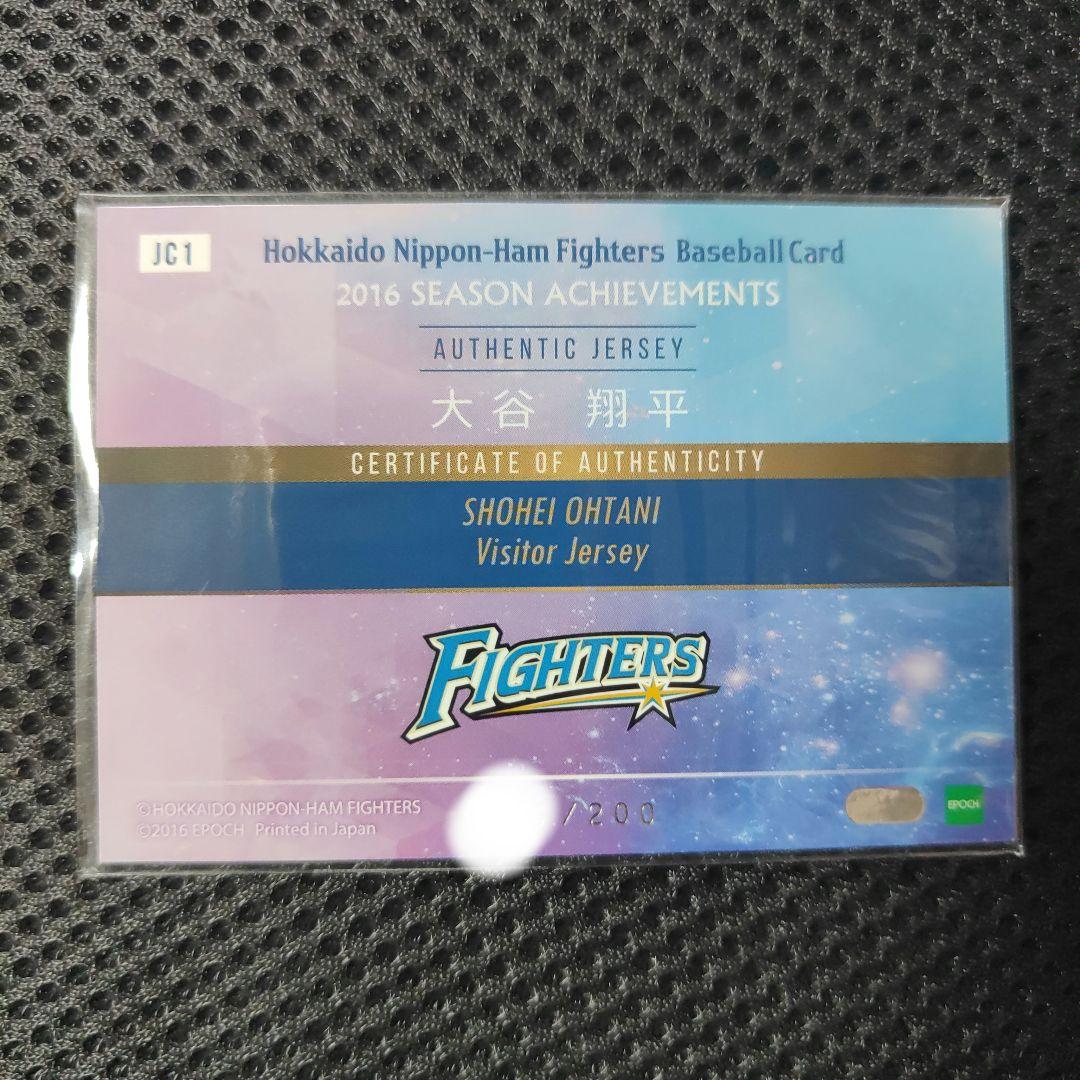 JC1
Hokkaido Nippon-Ham Fighters Baseball Card
2016 SEASON ACHIEVEMENTS
AUTHENTIC JERSEY
大谷 翔平
CERTIFICATE OF AUTHENTICITY
SHOHEI OHTANI
Visitor Jersey
FIGHTERS
©HOKKAIDO NIPPON-HAM FIGHTERS
©2016 EPOCH Printed in Japan
/200
EPOCH